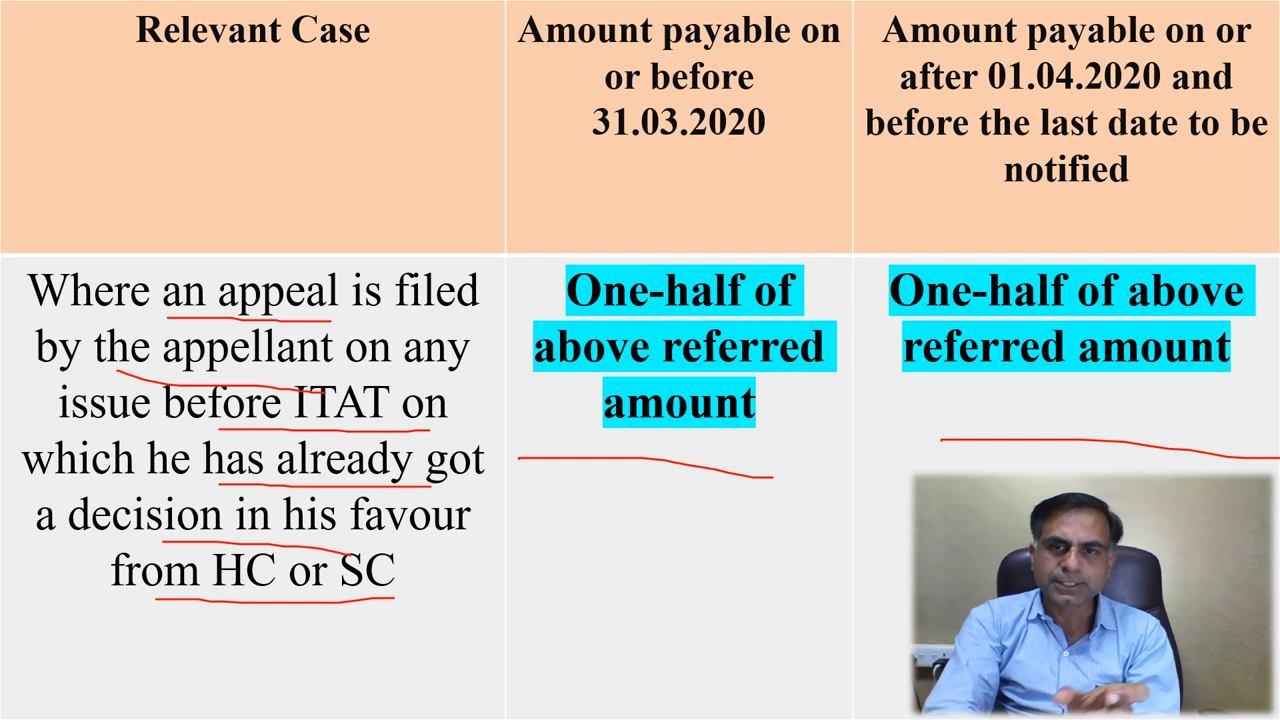 Relevant Case
Amount payable on
or before
31.03.2020
Amount payable on or
after 01.04.2020 and
before the last date to be
notified
Where an appeal is filed
by the appellant on any
issue before ITAT on
which he has already got
a decision in his favour
from HC or SC
One-half of
above referred
amount
One-half of above
referred amount